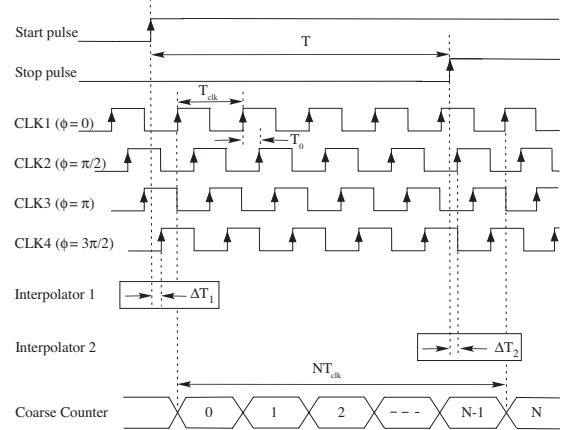 Start pulse
T
Stop pulse
T_clk
CLK1 (ϕ = 0)
T_0
CLK2 (ϕ = π/2)
CLK3 (ϕ = π)
CLK4 (ϕ = 3π/2)
Interpolator 1
ΔT_1
Interpolator 2
ΔT_2
NT_clk
Coarse Counter
0 1 2 --- N-1 N